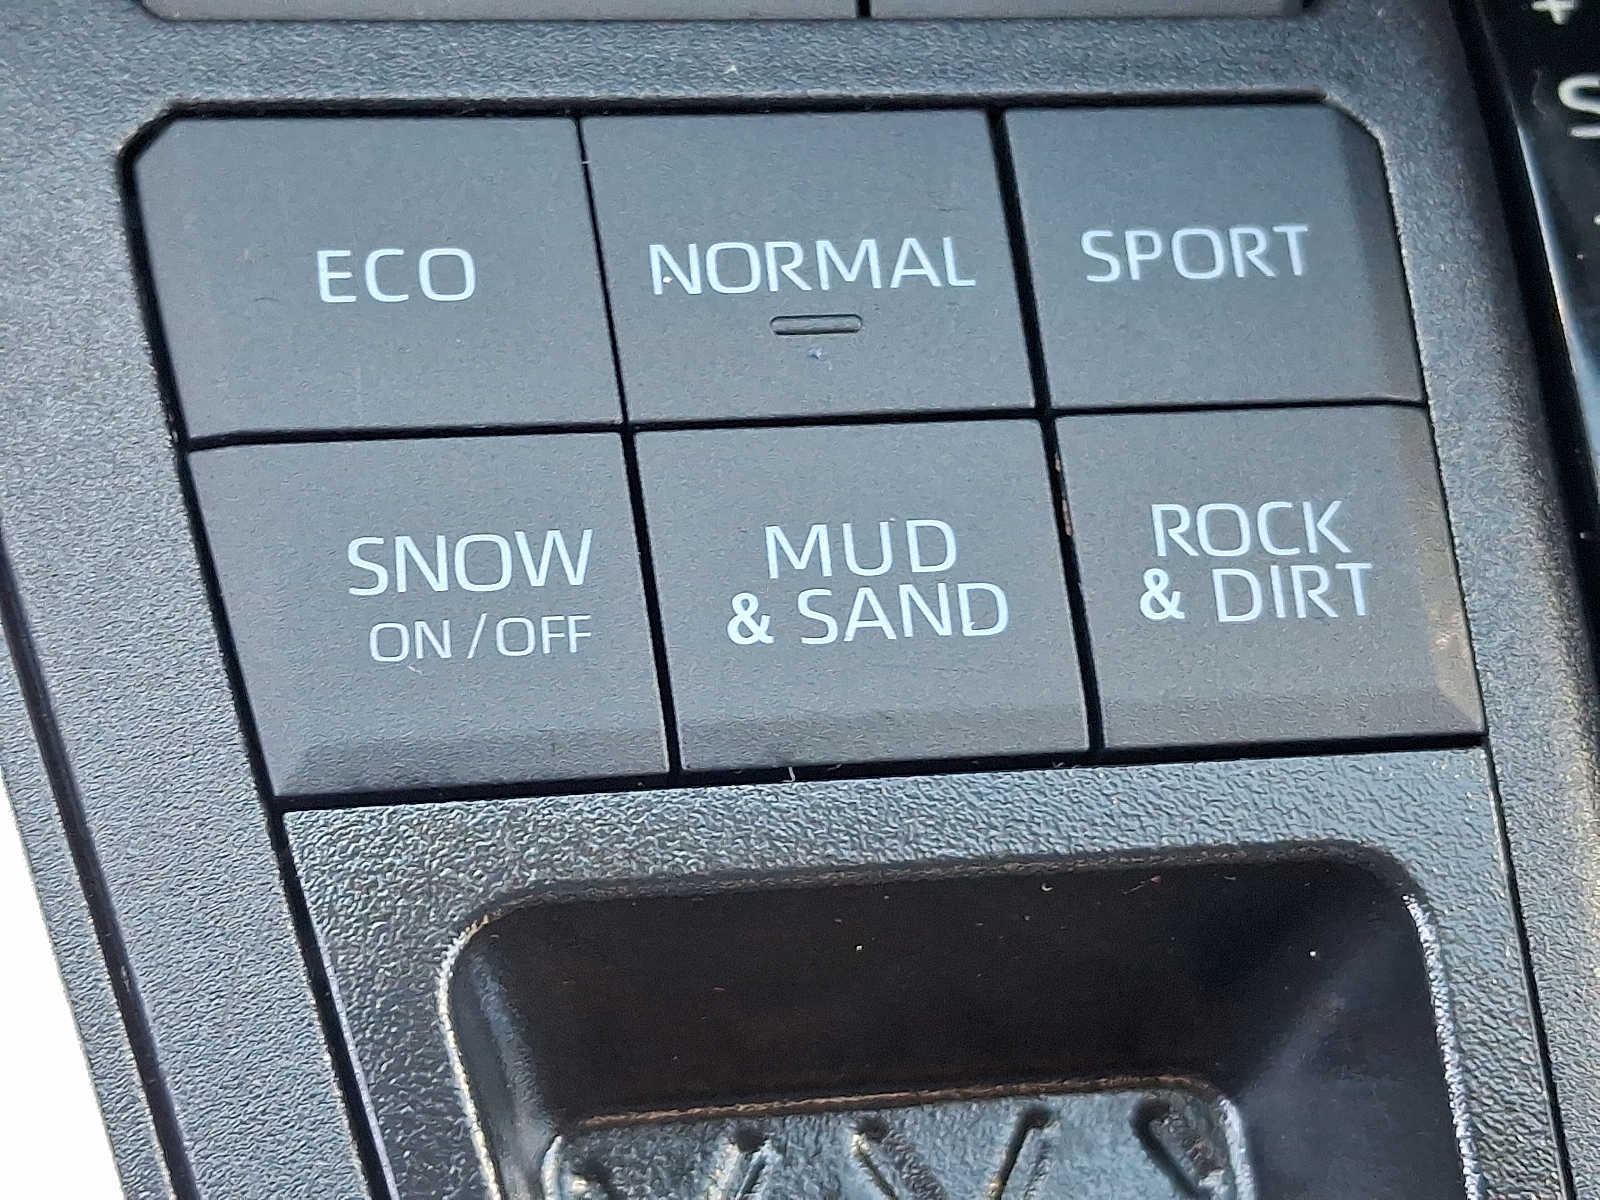 +
S
ECO
NORMAL
SPORT
SNOW
ON/OFF
MUD
& SAND
ROCK
& DIRT